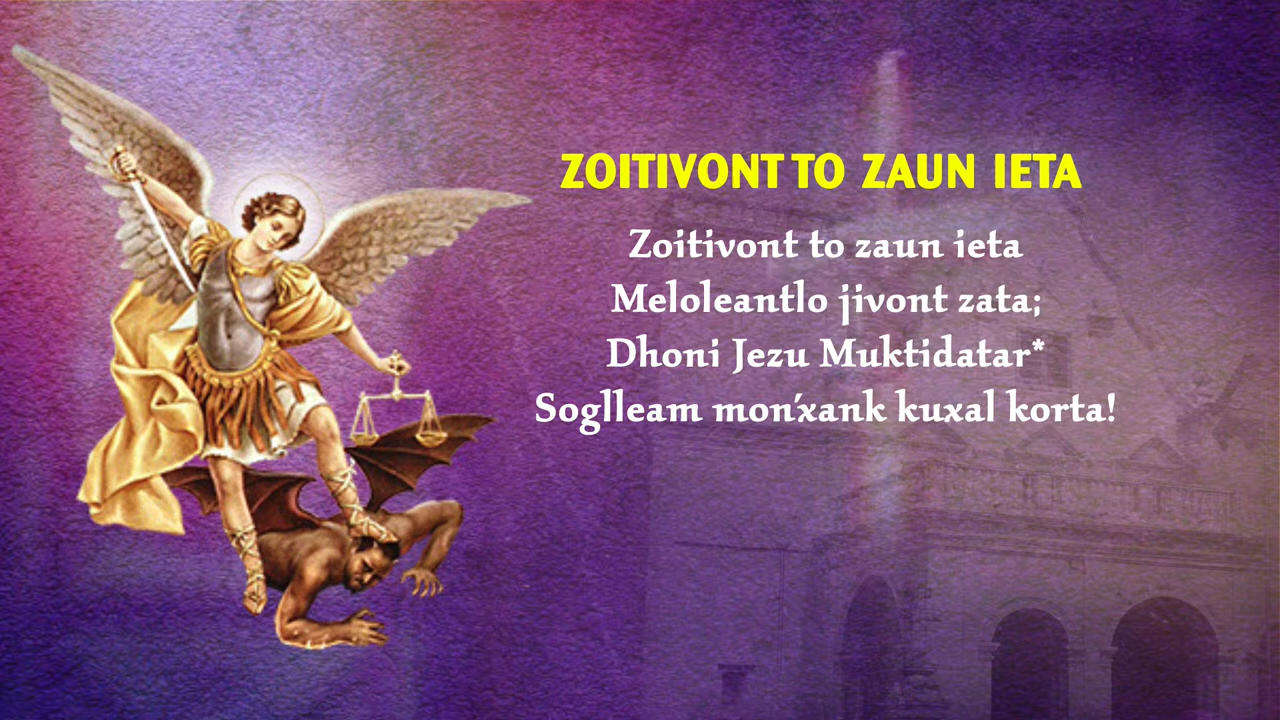 ZOITIVONT TO ZAUN IETA
Zoitivont to zaun ieta
Meloleantlo jivont zata;
Dhoni Jezu Muktidatar*
Soglleam mon'xank kuxal korta!